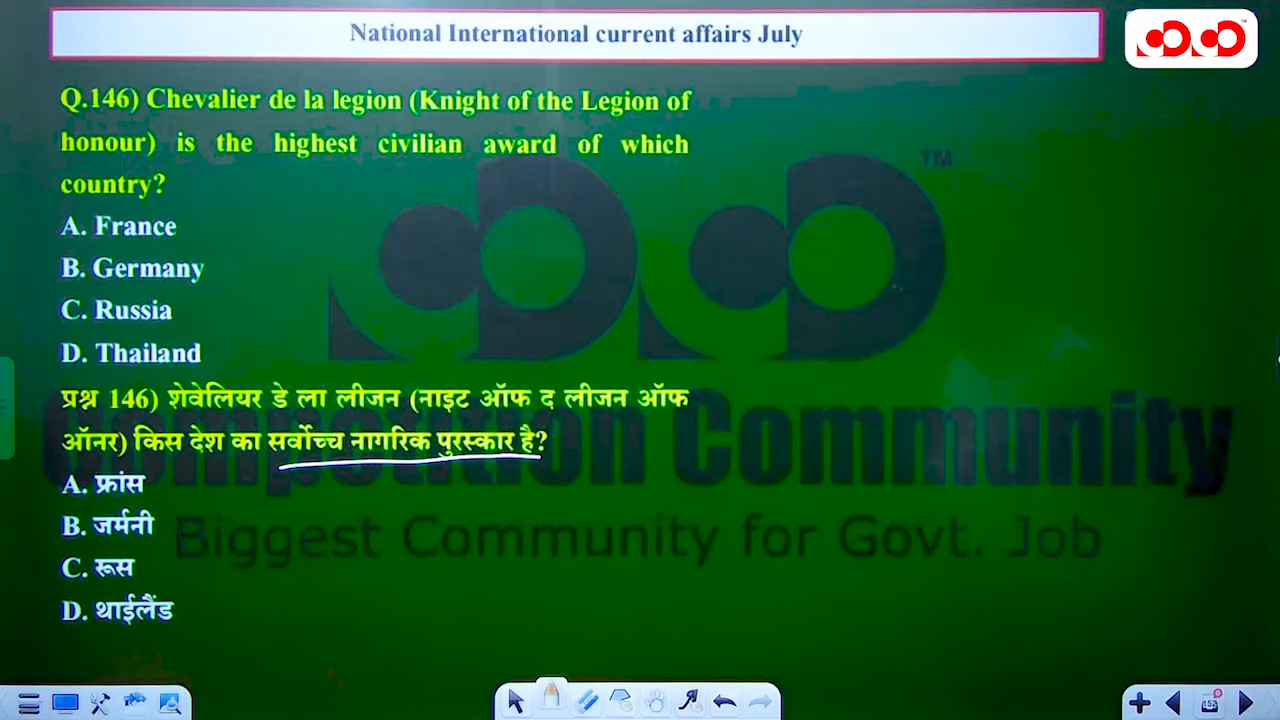 National International current affairs July
Q.146) Chevalier de la legion (Knight of the Legion of
honour) is the highest civilian award of which
country?
A. France
B. Germany
C. Russia
D. Thailand
प्रश्न 146) शेवेलियर डे ला लीजन (नाइट ऑफ द लीजन ऑफ
ऑनर) किस देश का सर्वोच्च नागरिक पुरस्कार है?
A. फ्रांस
B. जर्मनी
C. रूस
D. थाईलैंड
TM
Competition Community
Biggest Community for Govt. Job